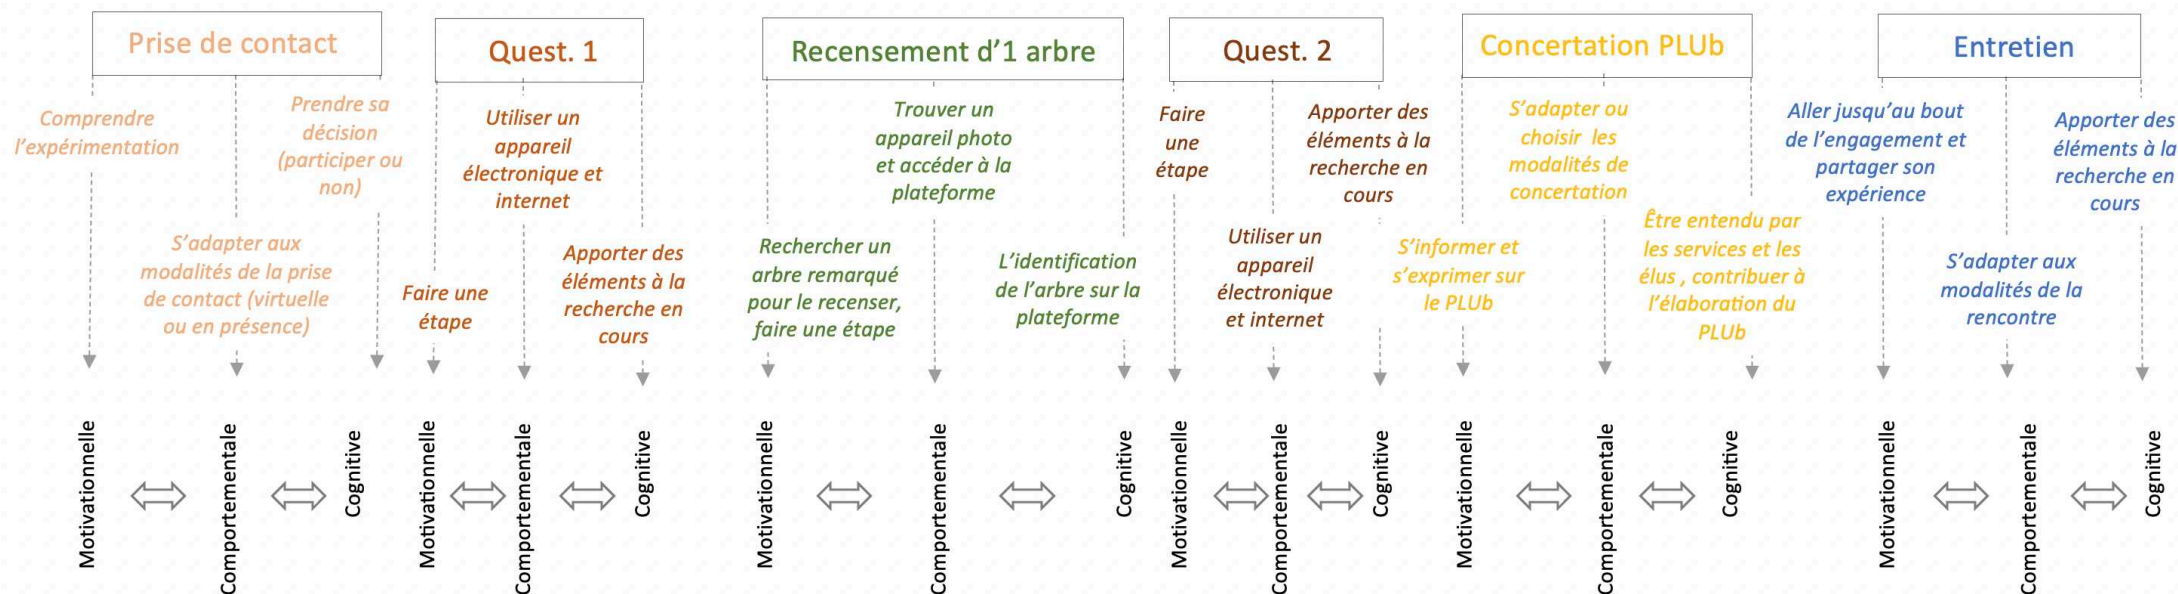 Prise de contact
Quest. 1
Recensement d'1 arbre
Quest. 2
Concertation PLUb
Entretien
Comprendre
l'expérimentation
S'adapter aux
modalités de la prise
de contact (virtuelle
ou en présence)
Prendre sa
décision
(participer ou
non)
Faire une
étape
Utiliser un
appareil
électronique et
internet
Apporter des
éléments à la
recherche en
cours
Rechercher un
arbre remarqué
pour le recenser,
faire une étape
Trouver un
appareil photo
et accéder à la
plateforme
L'identification
de l'arbre sur la
plateforme
Faire
une
étape
Utiliser un
appareil
électronique
et internet
Apporter des
éléments à la
recherche en
cours
S'informer et
s'exprimer sur
le PLUb
S'adapter ou
choisir les
modalités de
concertation
Être entendu par
les services et les
élus , contribuer à
l'élaboration du
PLUb
Aller jusqu'au bout
de l'engagement et
partager son
expérience
S'adapter aux
modalités de la
rencontre
Apporter des
éléments à la
recherche en
cours
Motivationnelle
Comportementale
Cognitive
Motivationnelle
Comportementale
Cognitive
Motivationnelle
Comportementale
Cognitive
Motivationnelle
Comportementale
Cognitive
Motivationnelle
Comportementale
Cognitive
Motivationnelle
Comportementale
Cognitive